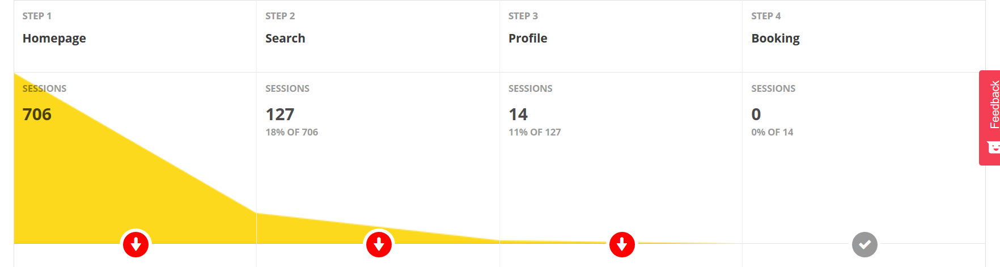 STEP 1
Homepage
STEP 2
Search
STEP 3
Profile
STEP 4
Booking
SESSIONS
706
SESSIONS
127
18% OF 706
SESSIONS
14
11% OF 127
SESSIONS
0
0% OF 14
Feedback